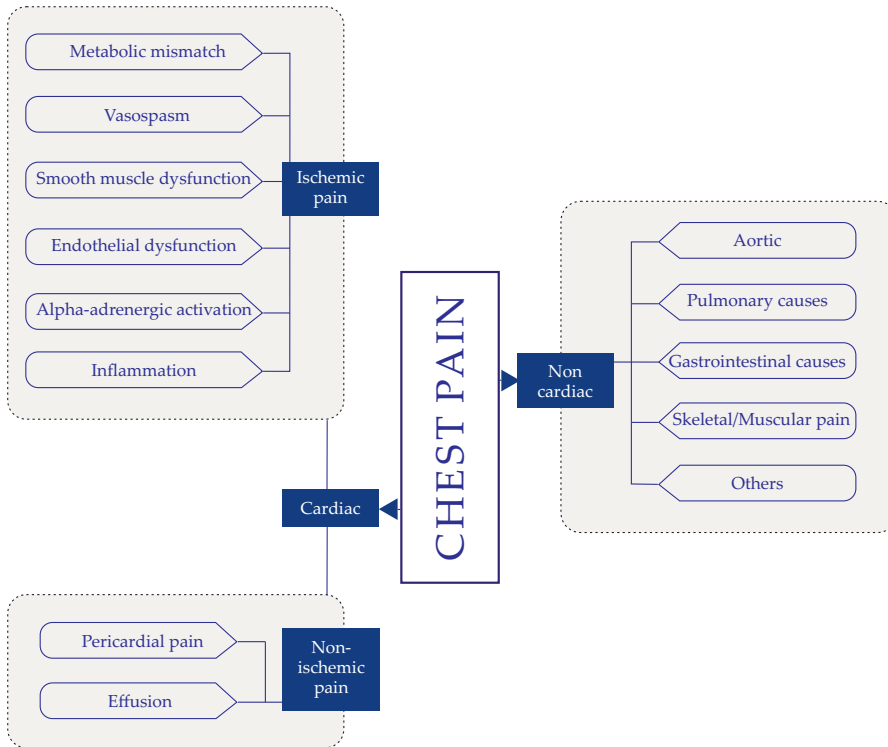 Metabolic mismatch
Vasospasm
Smooth muscle dysfunction
Ischemic
pain
Endothelial dysfunction
Alpha-adrenergic activation
Inflammation
CHEST PAIN
Cardiac
Pericardial pain
Effusion
Non-
ischemic
pain
Non
cardiac
Aortic
Pulmonary causes
Gastrointestinal causes
Skeletal/Muscular pain
Others